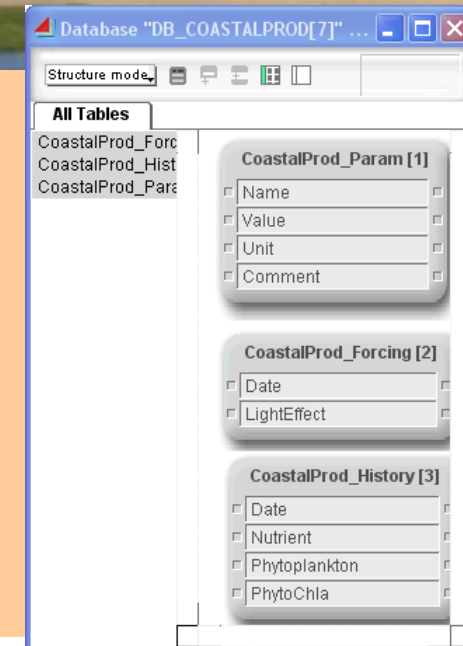 Database "DB_COASTALPROD[7]" ...
Structure mode
All Tables
CoastalProd_Forc
CoastalProd_Hist
CoastalProd_Para
CoastalProd_Param [1]
Name
Value
Unit
Comment
CoastalProd_Forcing [2]
Date
LightEffect
CoastalProd_History [3]
Date
Nutrient
Phytoplankton
PhytoChla